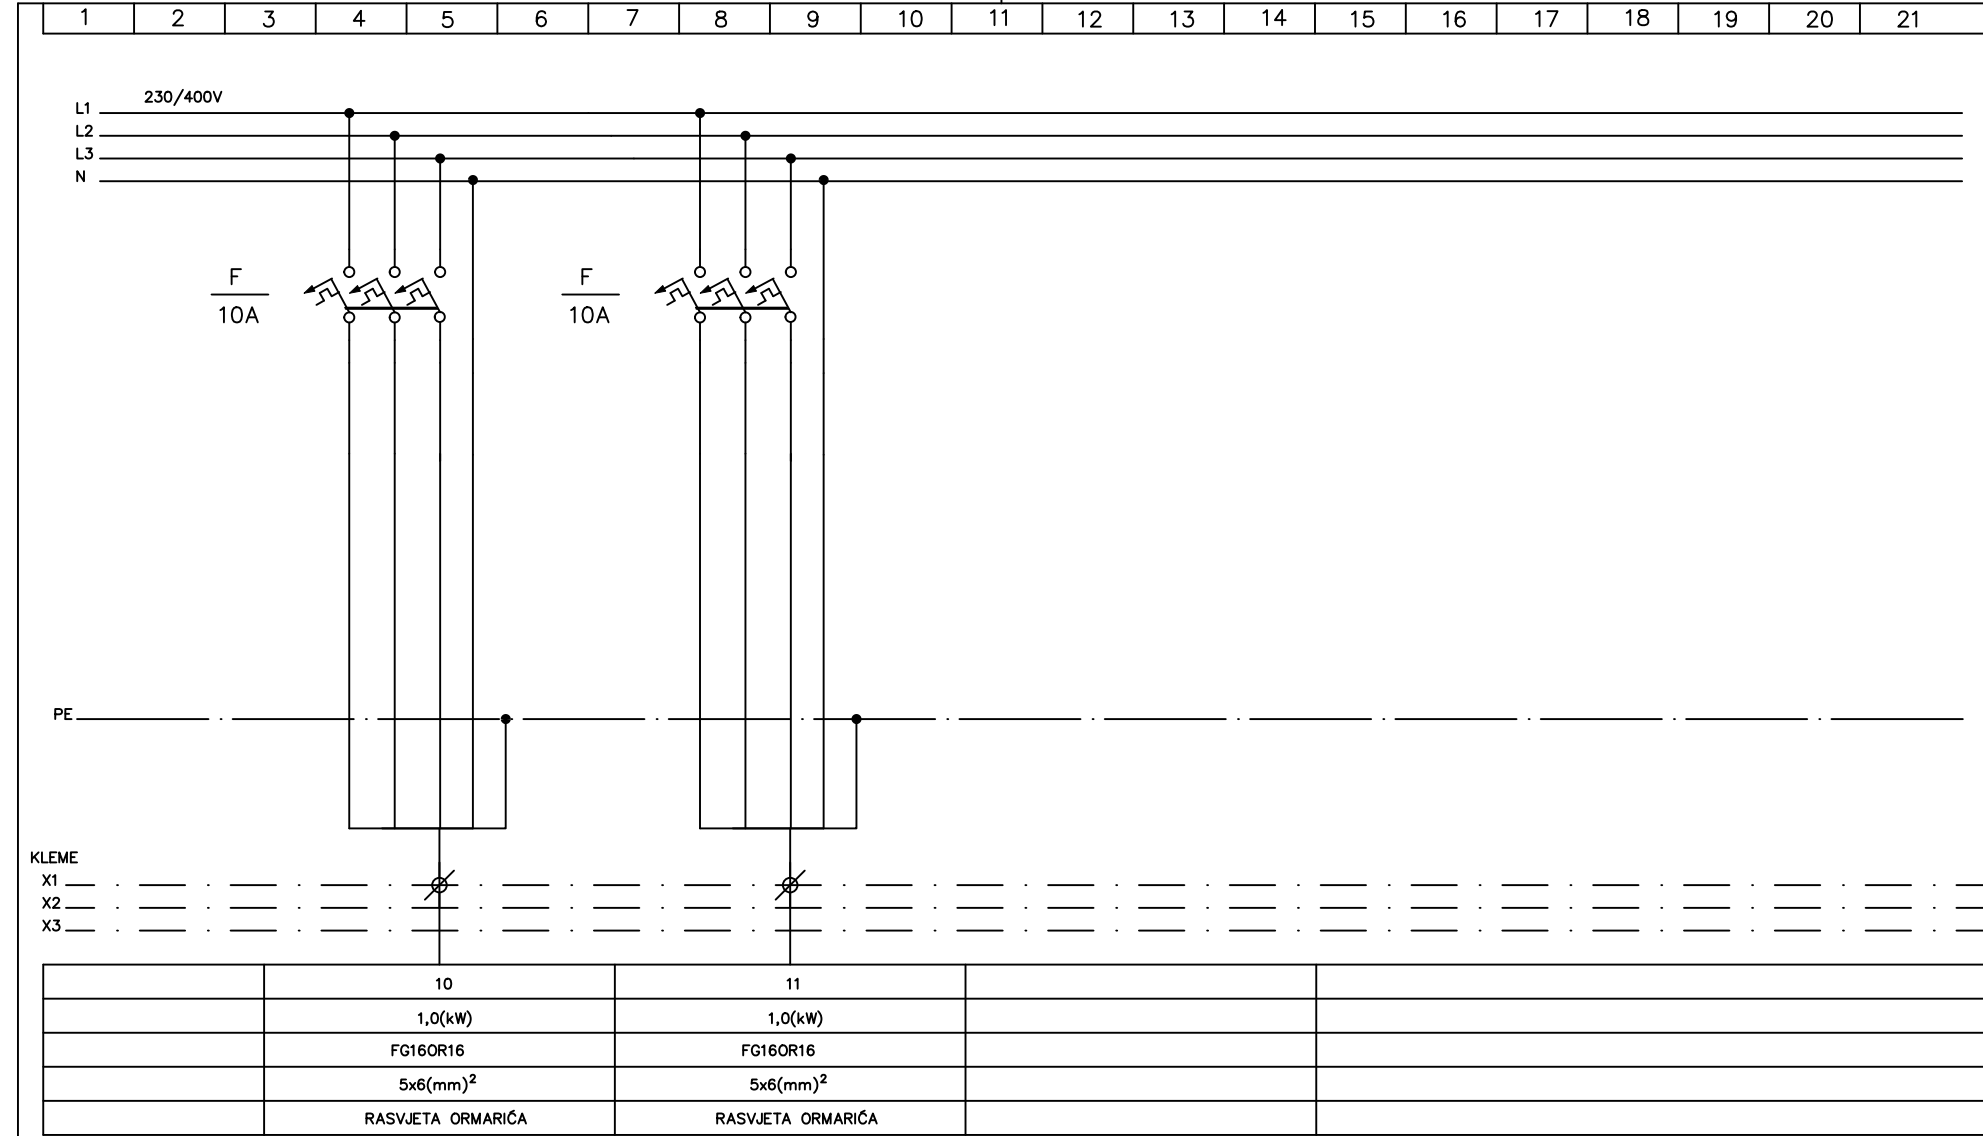 1 2 3 4 5 6 7 8 9 10 11 12 13 14 15 16 17 18 19 20 21
230/400V
L1
L2
L3
N
F F
10A 10A
PE
KLEME
X1
X2
X3
10 11
1,0(kW) 1,0(kW)
FG16OR16 FG16OR16
5x6(mm)² 5x6(mm)²
RASVJETA ORMARIĆA RASVJETA ORMARIĆA